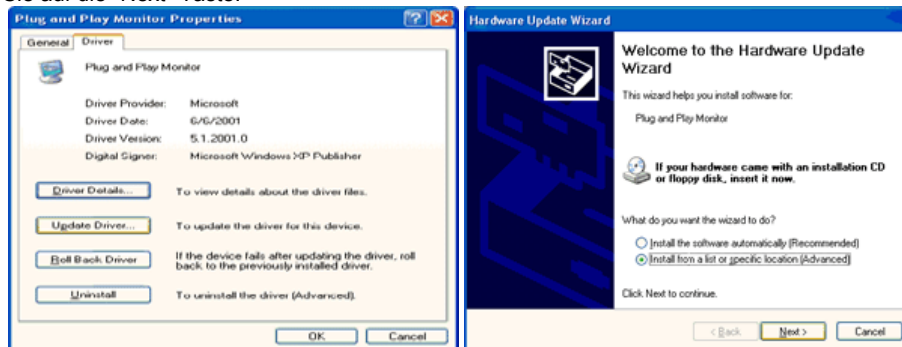 Sie auf die "Next"-Taste.
Plug and Play Monitor Properties
General Driver
Plug and Play Monitor
Driver Provider: Microsoft
Driver Date: 6/6/2001
Driver Version: 5.1.2001.0
Digital Signer: Microsoft Windows XP Publisher
Driver Details... To view details about the driver files.
Update Driver... To update the driver for this device.
Roll Back Driver If the device fails after updating the driver, roll
back to the previously installed driver.
Uninstall To uninstall the driver (Advanced).
OK Cancel
Hardware Update Wizard
Welcome to the Hardware Update
Wizard
This wizard helps you install software for:
Plug and Play Monitor
If your hardware came with an installation CD
or floppy disk, insert it now.
What do you want the wizard to do?
Install the software automatically (Recommended)
Install from a list or specific location (Advanced)
Click Next to continue.
< Back Next > Cancel